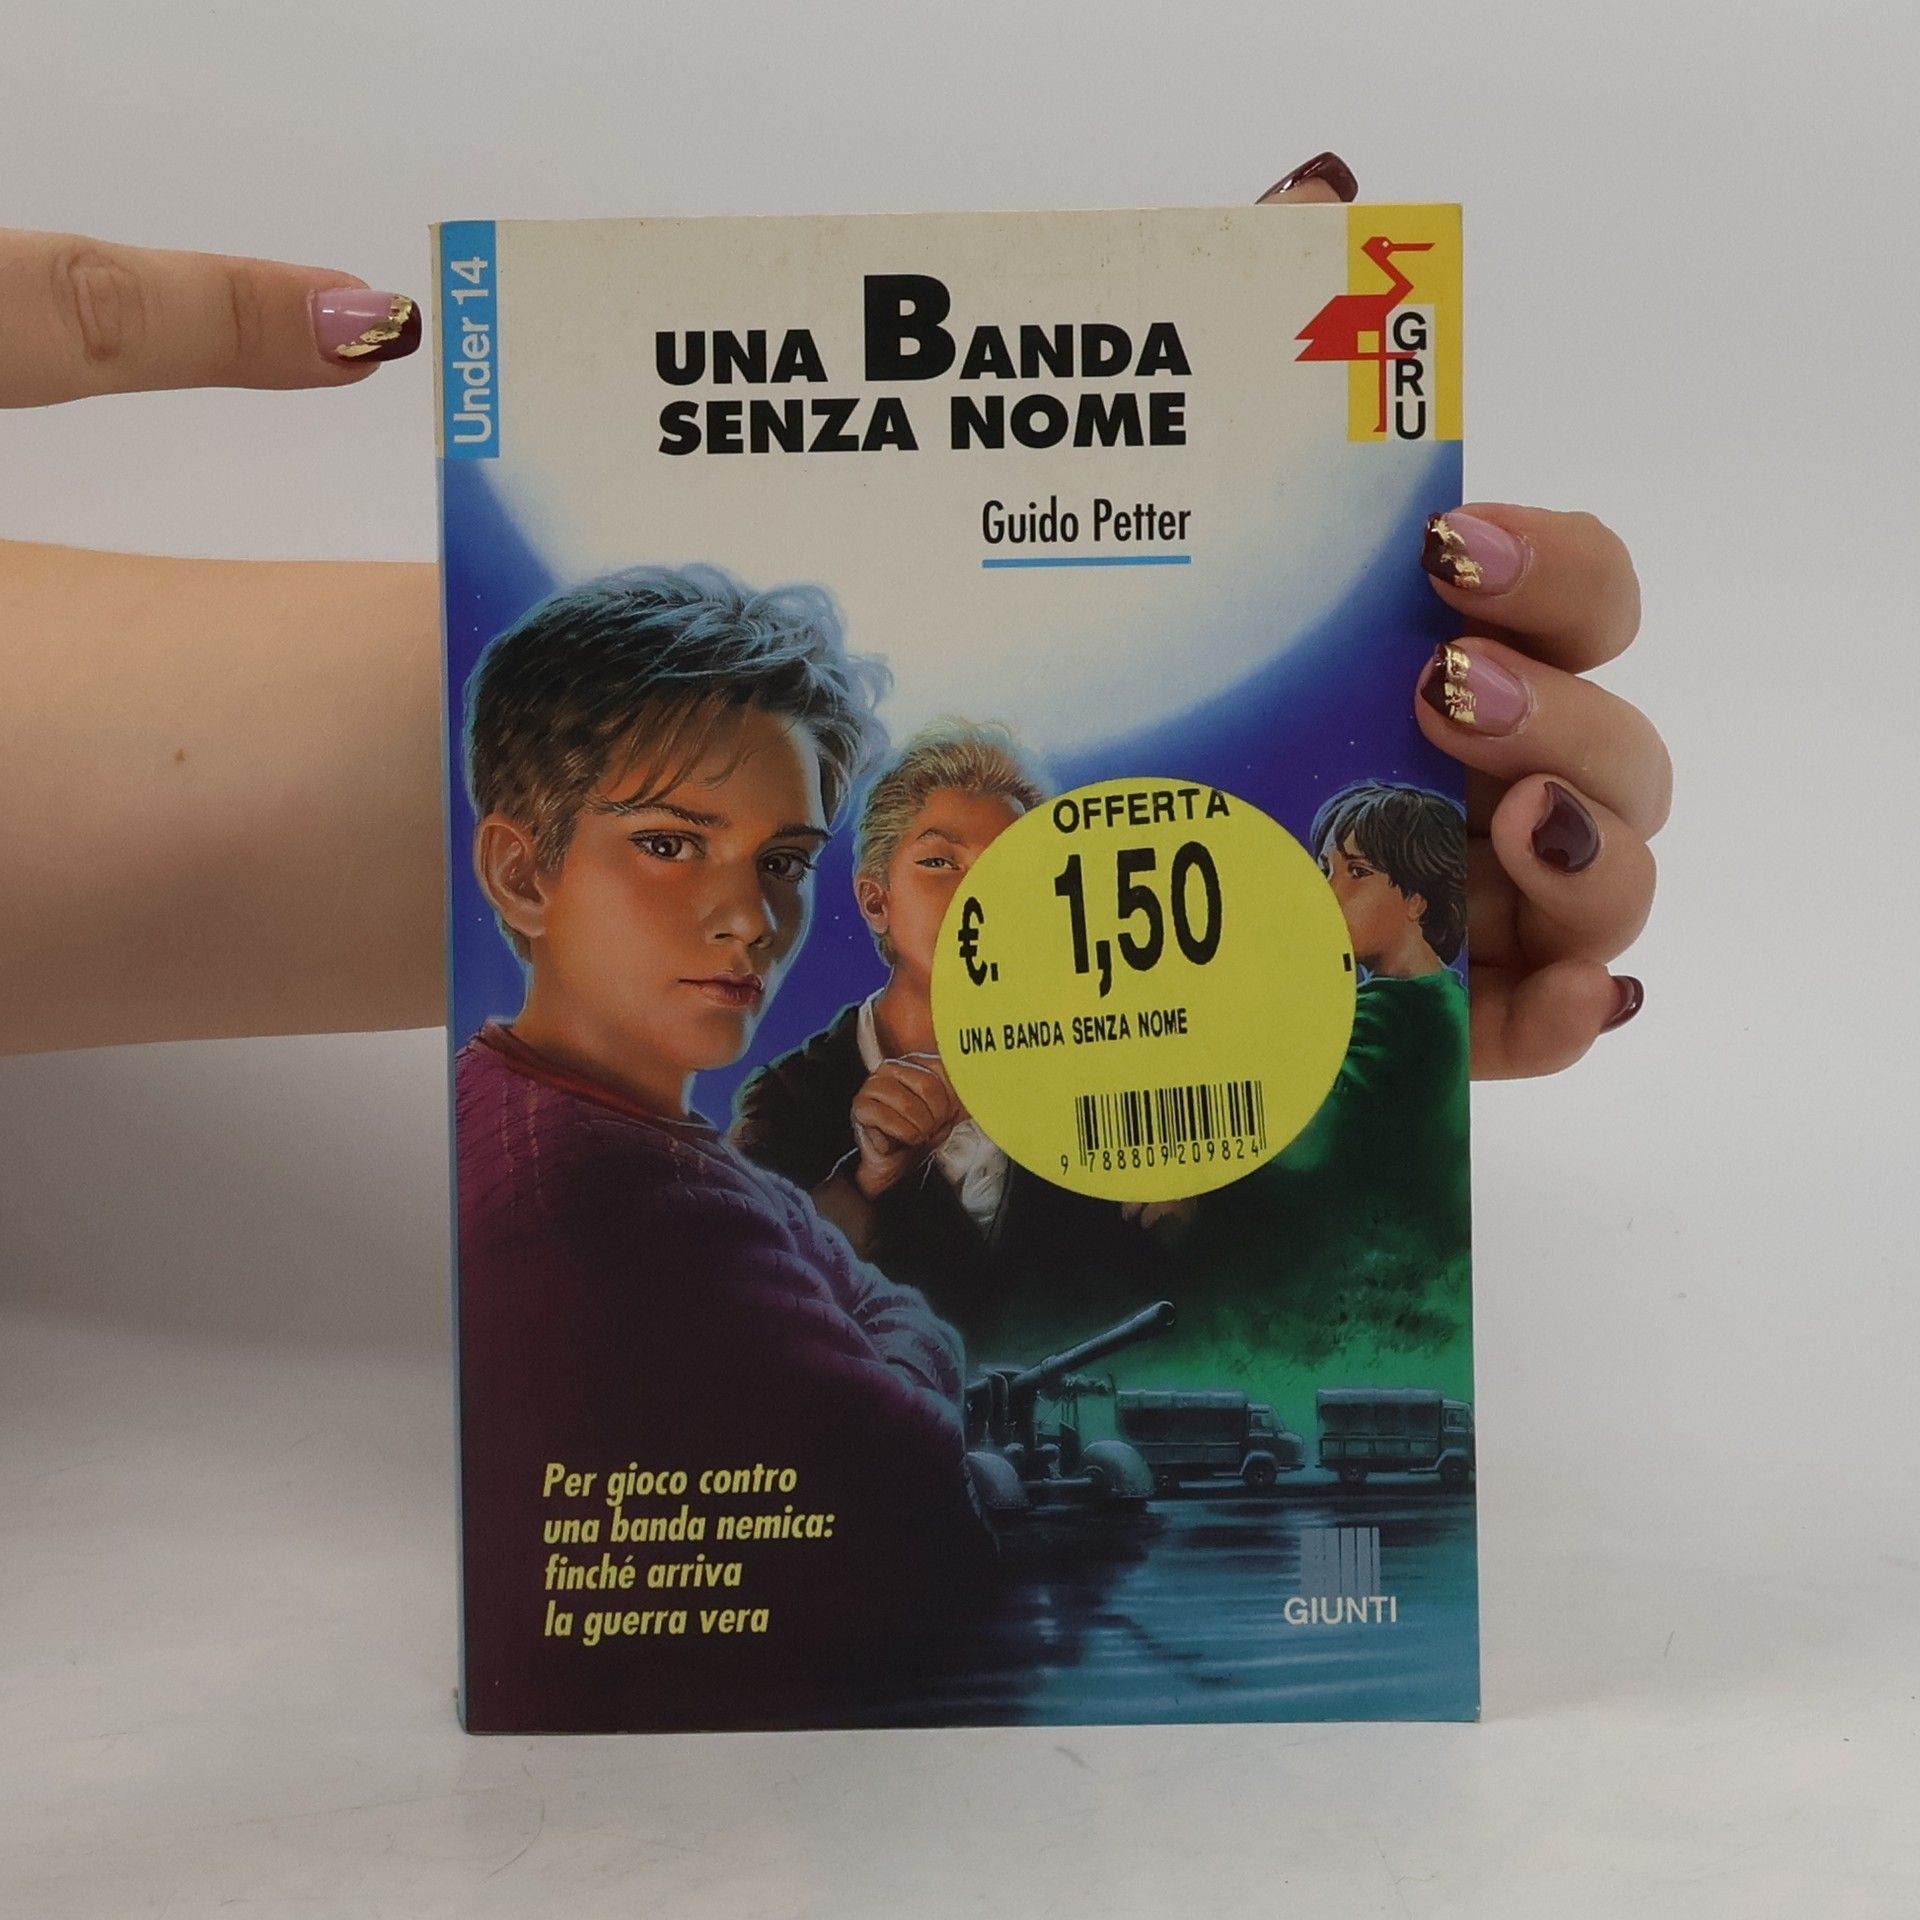 Under 14
UNA BANDA
SENZA NOME
Guido Petter
GRU
OFFERTA
€. 1,50
UNA BANDA SENZA NOME
9 788809 209824
Per gioco contro
una banda nemica:
finché arriva
la guerra vera
GIUNTI